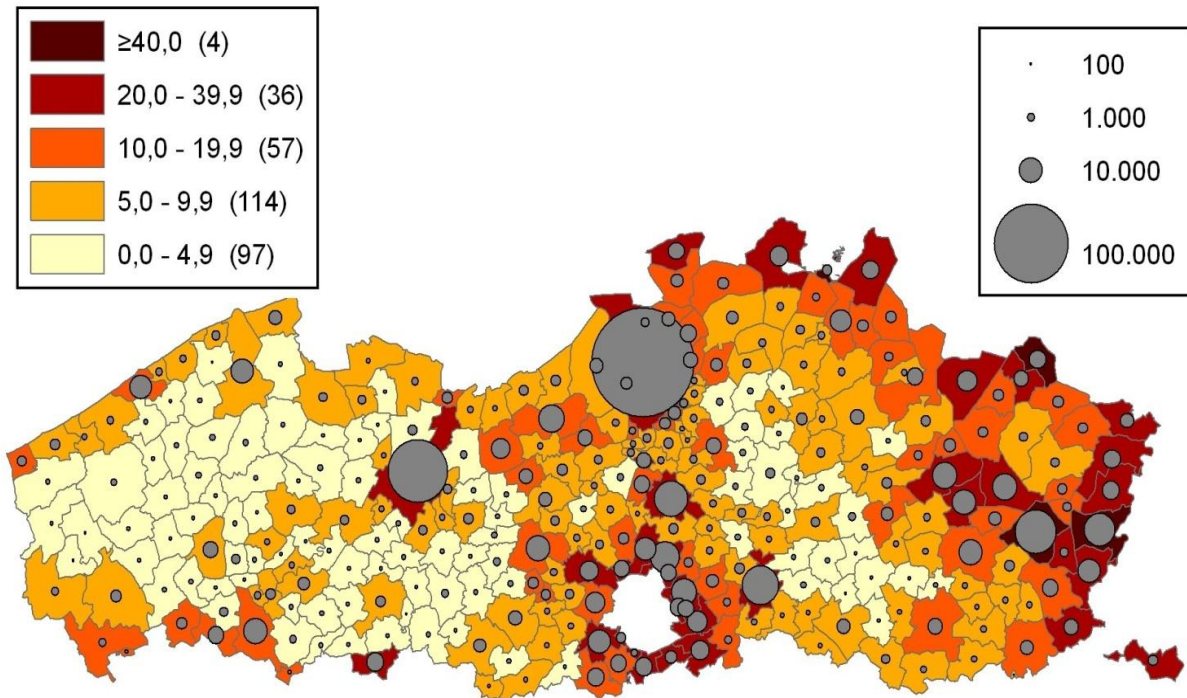 ≥40,0 (4)
20,0 - 39,9 (36)
10,0 - 19,9 (57)
5,0 - 9,9 (114)
0,0 - 4,9 (97)
100
1.000
10.000
100.000